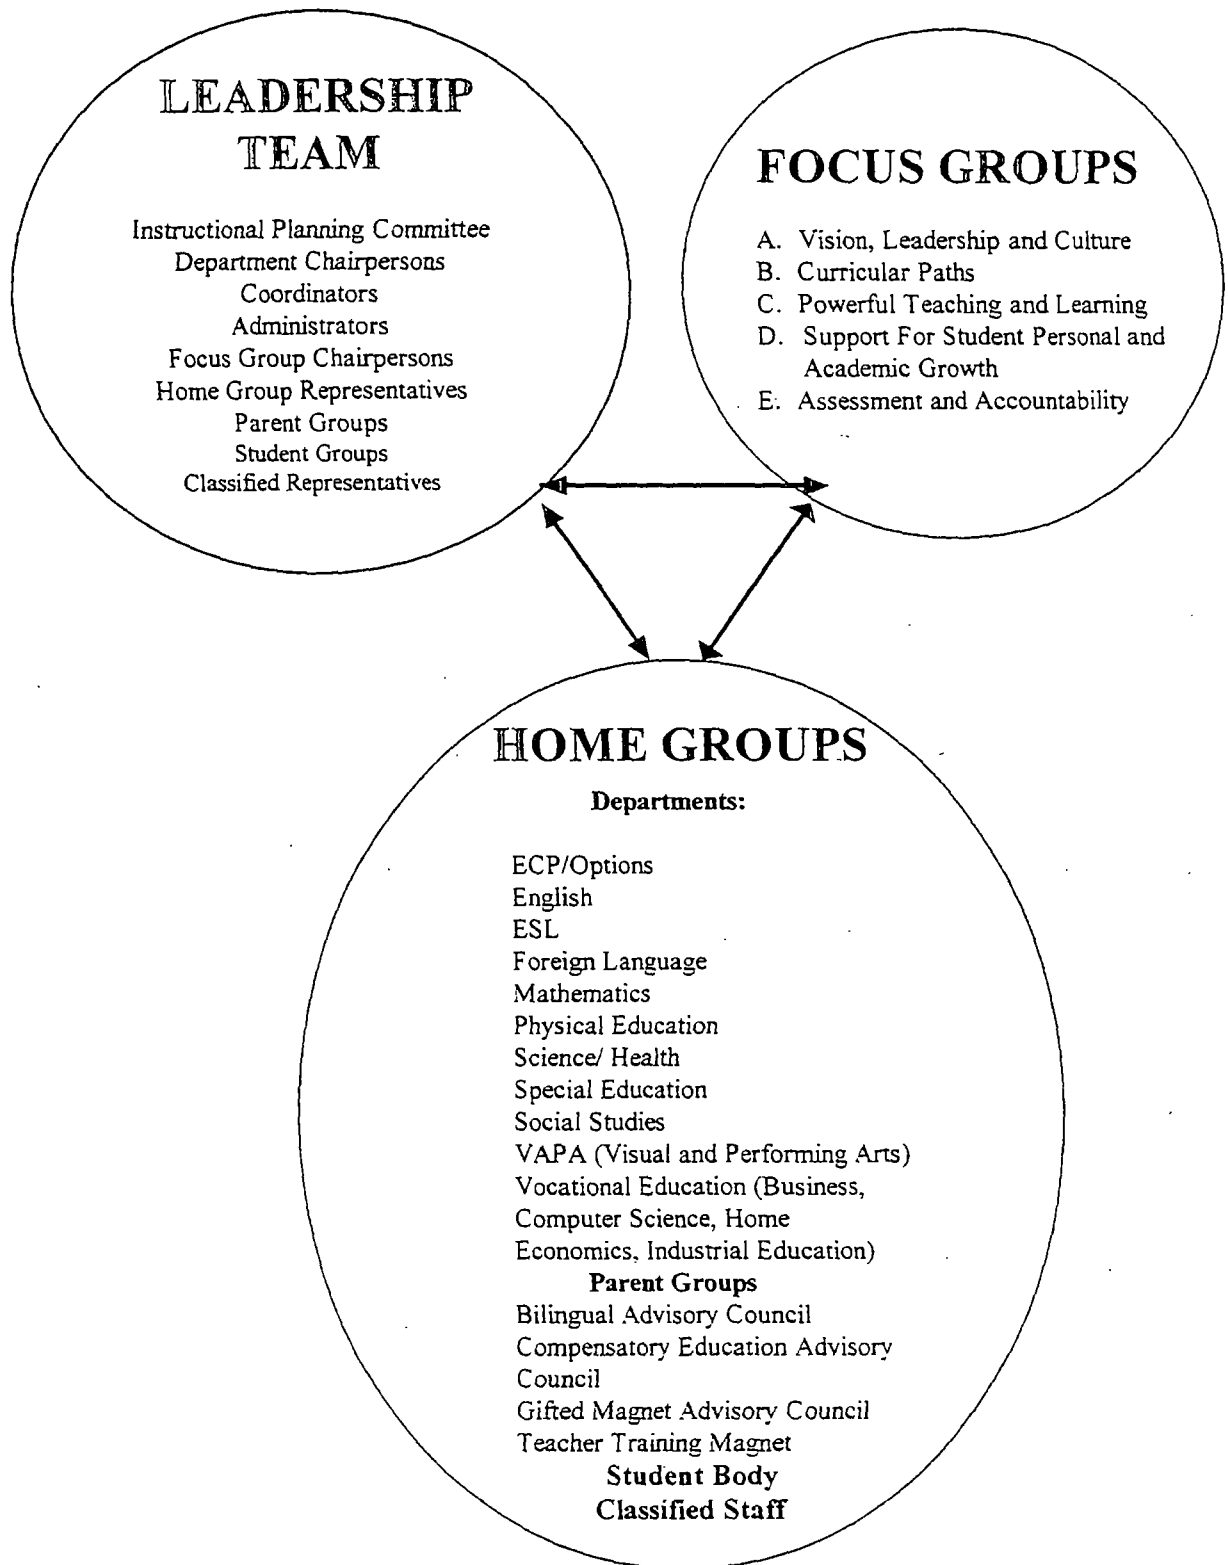 LEADERSHIP
TEAM
Instructional Planning Committee
Department Chairpersons
Coordinators
Administrators
Focus Group Chairpersons
Home Group Representatives
Parent Groups
Student Groups
Classified Representatives
FOCUS GROUPS
A. Vision, Leadership and Culture
B. Curricular Paths
C. Powerful Teaching and Learning
D. Support For Student Personal and
Academic Growth
E. Assessment and Accountability
HOME GROUPS
Departments:
ECP/Options
English
ESL
Foreign Language
Mathematics
Physical Education
Science/ Health
Special Education
Social Studies
VAPA (Visual and Performing Arts)
Vocational Education (Business,
Computer Science, Home
Economics, Industrial Education)
Parent Groups
Bilingual Advisory Council
Compensatory Education Advisory
Council
Gifted Magnet Advisory Council
Teacher Training Magnet
Student Body
Classified Staff